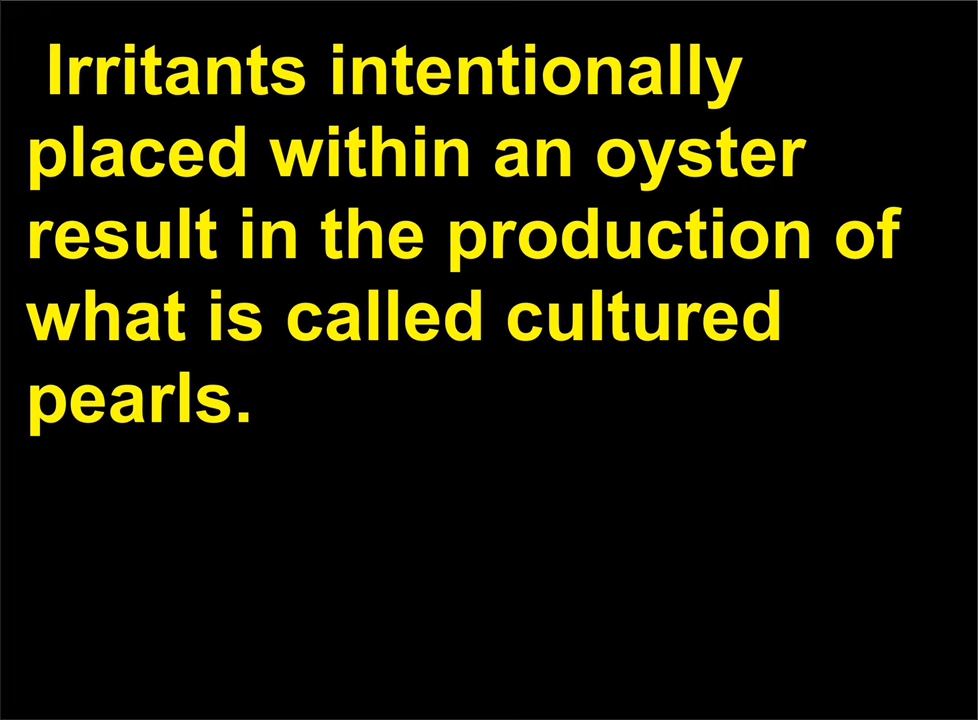 Irritants intentionally
placed within an oyster
result in the production of
what is called cultured
pearls.